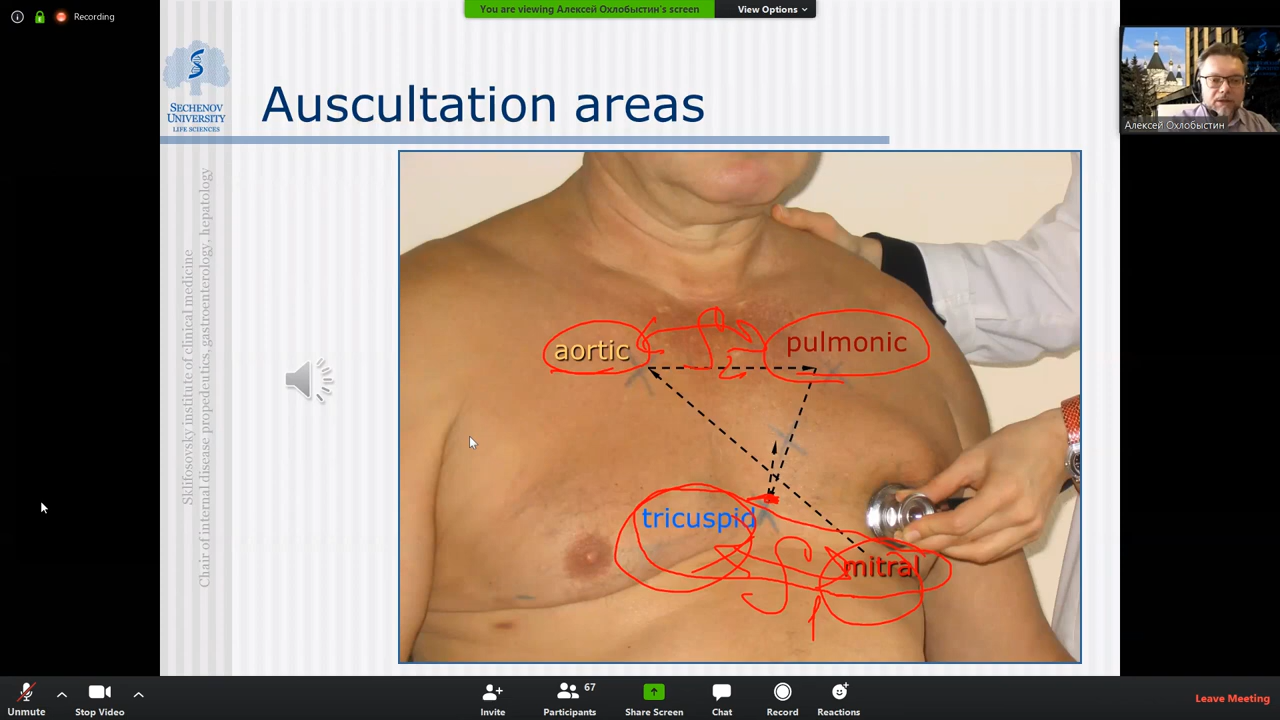 Recording
You are viewing Алексей Охлобыстин's screen
View Options
SECHENOV
UNIVERSITY
LIFE SCIENCES
Auscultation areas
Алексей Охлобыстин
Sklifosovsky institute of clinical medicine
Chair of internal disease propedeutics, gastroenterology, hepatology
aortic
pulmonic
tricuspid
mitral
Unmute
Stop Video
Invite
67
Participants
Share Screen
Chat
Record
Reactions
Leave Meeting